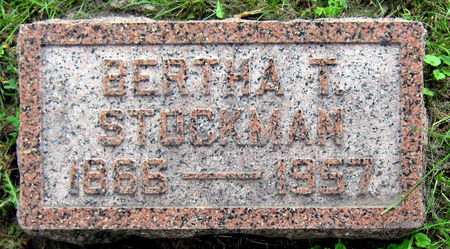 BERTHA T.
STOCKMAN
1866 — 1957